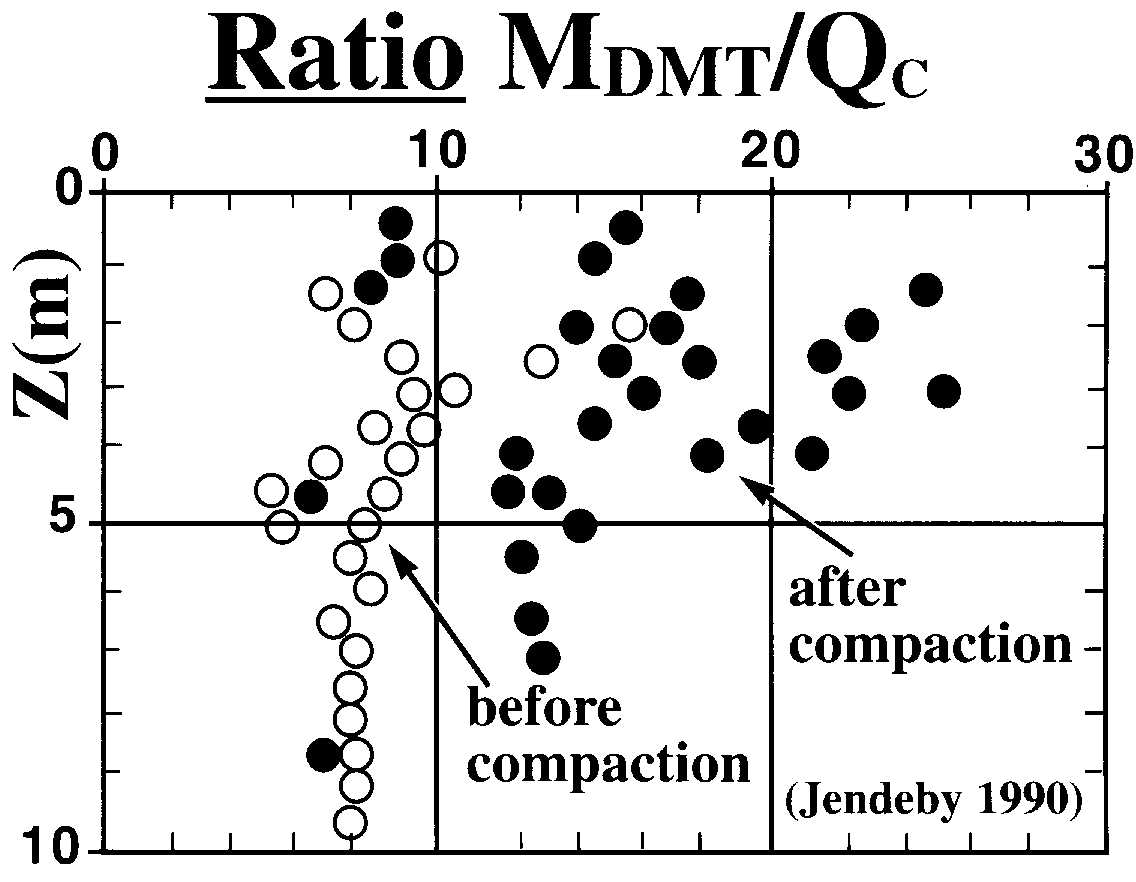 Ratio MDMT/QC
0 10 20 30
0
Z(m)
5
after
compaction
before
compaction
(Jendeby 1990)
10